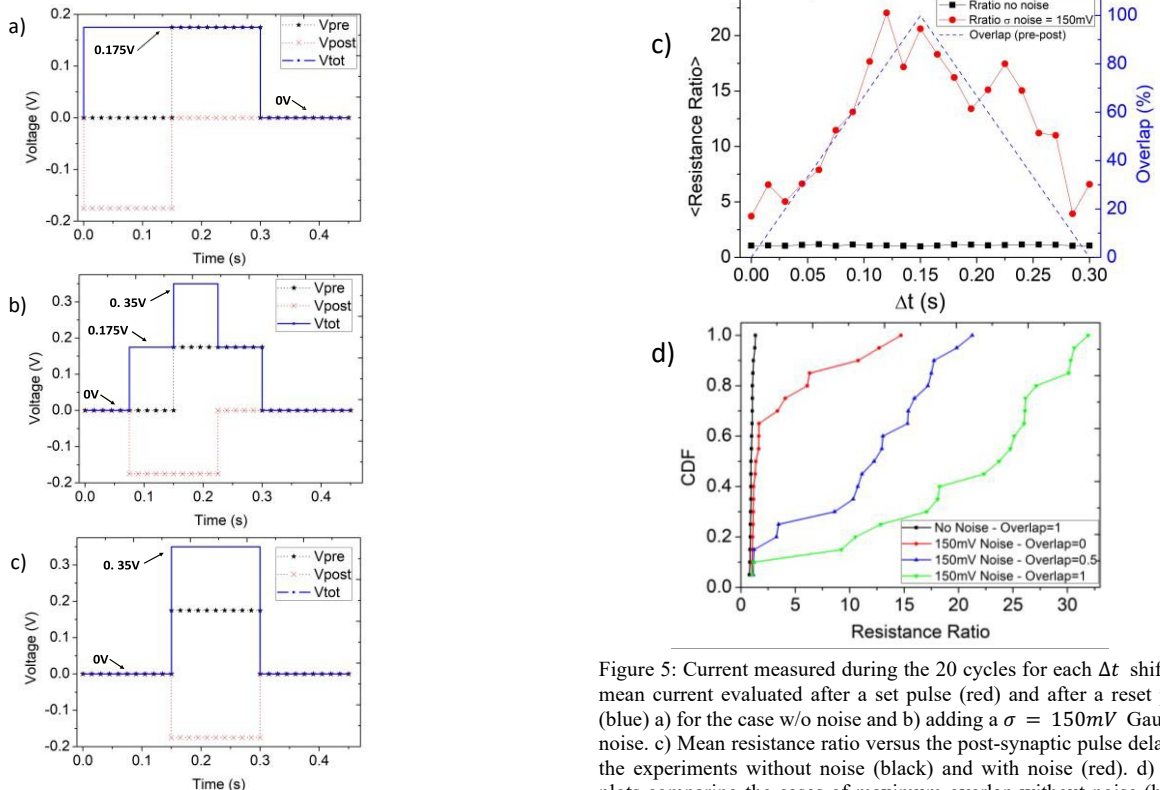 a)
0.2
0.1
0.0
-0.1
-0.2
Voltage (V)
0.175V
0V
Vpre
Vpost
Vtot
0.0 0.1 0.2 0.3 0.4
Time (s)
b)
0.3
0.2
0.1
0.0
-0.1
-0.2
Voltage (V)
0. 35V
0.175V
0V
Vpre
Vpost
Vtot
0.0 0.1 0.2 0.3 0.4
Time (s)
c)
0.3
0.2
0.1
0.0
-0.1
-0.2
Voltage (V)
0. 35V
0V
Vpre
Vpost
Vtot
0.0 0.1 0.2 0.3 0.4
Time (s)
c)
Rratio no noise
Ratio σ noise = 150mV
Overlap (pre-post)
20
15
10
5
0
<Resistance Ratio>
100
80
60
40
20
0
Overlap (%)
0.00 0.05 0.10 0.15 0.20 0.25 0.30
Δt (s)
d)
1.0
0.8
0.6
0.4
0.2
0.0
CDF
No Noise - Overlap=1
150mV Noise - Overlap=0
150mV Noise - Overlap=0.5
150mV Noise - Overlap=1
0 5 10 15 20 25 30
Resistance Ratio
Figure 5: Current measured during the 20 cycles for each Δt shif
mean current evaluated after a set pulse (red) and after a reset
(blue) a) for the case w/o noise and b) adding a σ = 150mV Gau
noise. c) Mean resistance ratio versus the post-synaptic pulse dela
the experiments without noise (black) and with noise (red). d)
plots comparing the cases of maximum overlap without noise